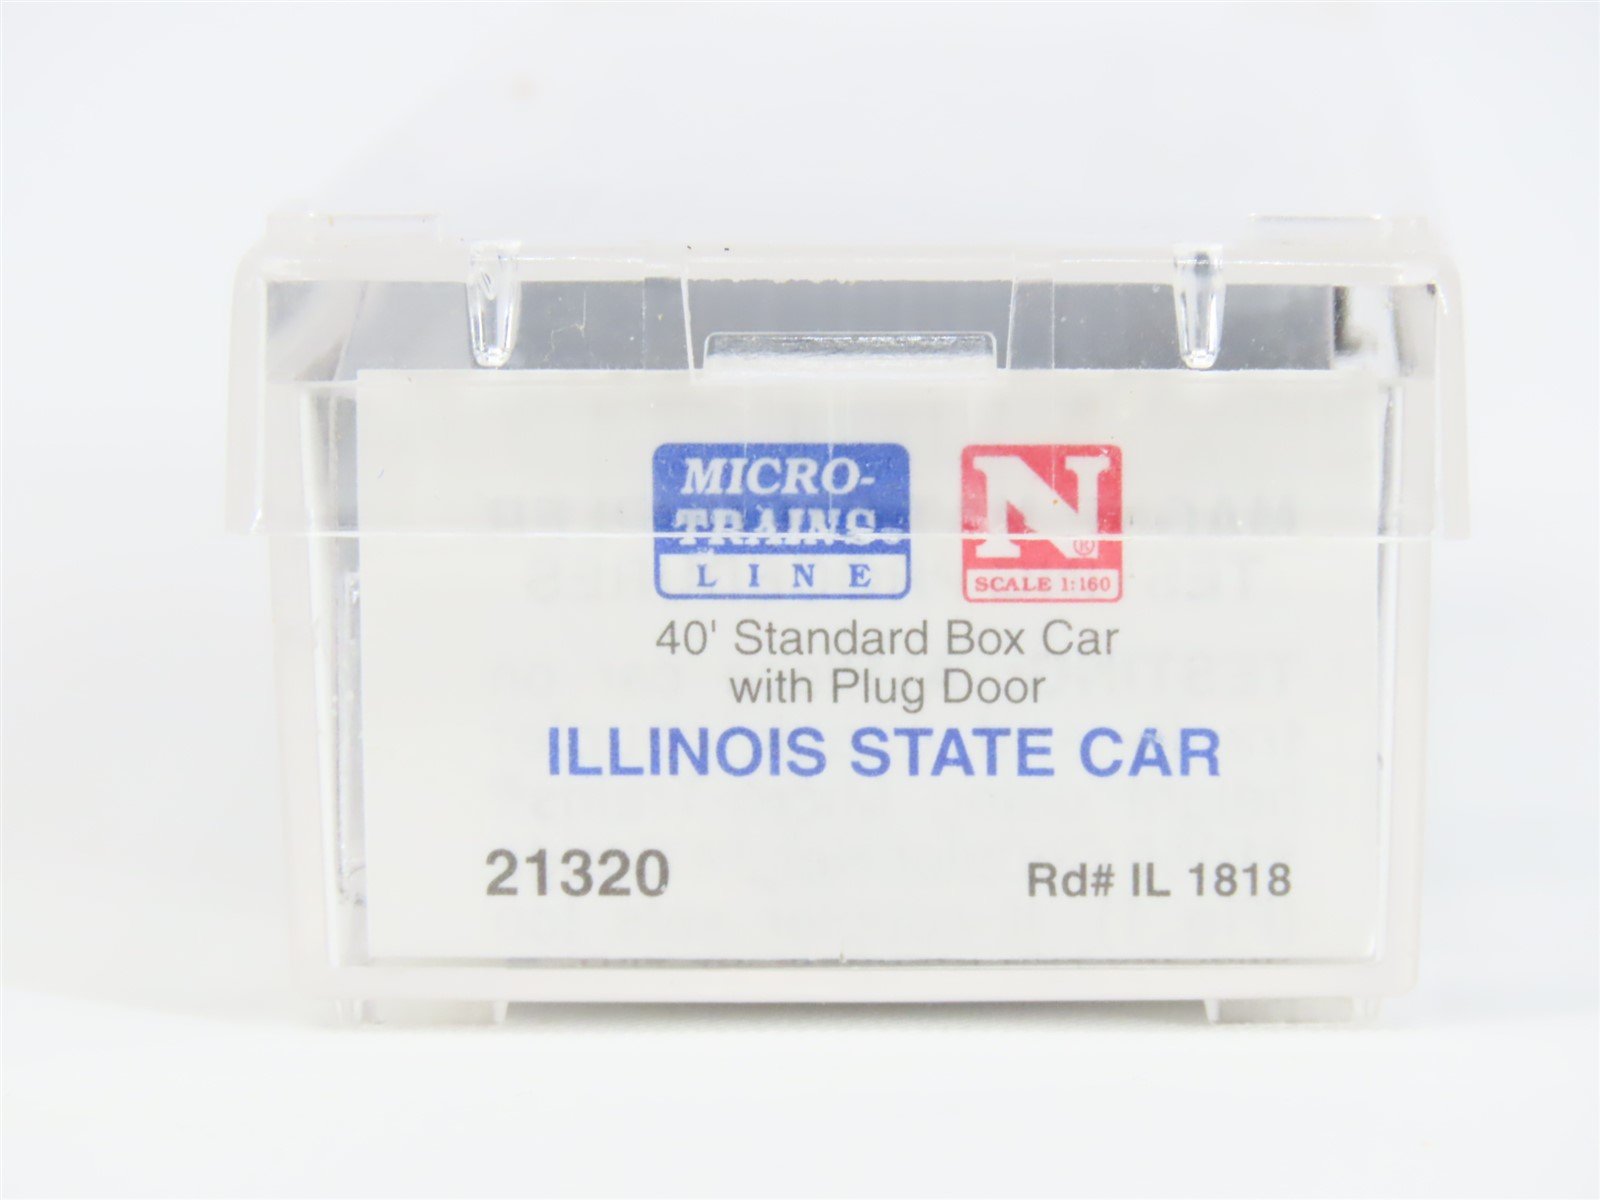 MICRO-
TRAINS®
LINE
N®
SCALE 1:160
40' Standard Box Car
with Plug Door
ILLINOIS STATE CAR
21320
Rd# IL 1818